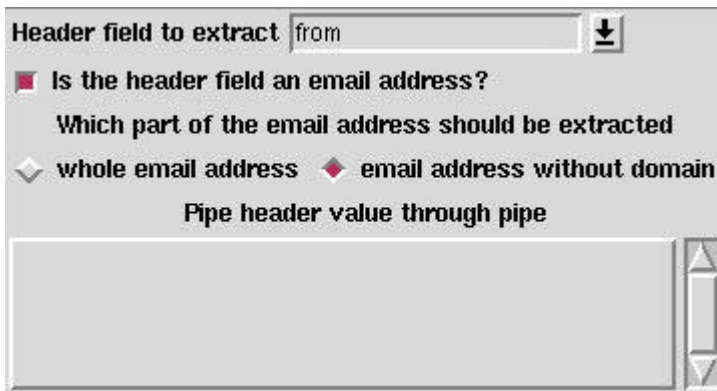 Header field to extract from
Is the header field an email address?
Which part of the email address should be extracted
whole email address email address without domain
Pipe header value through pipe